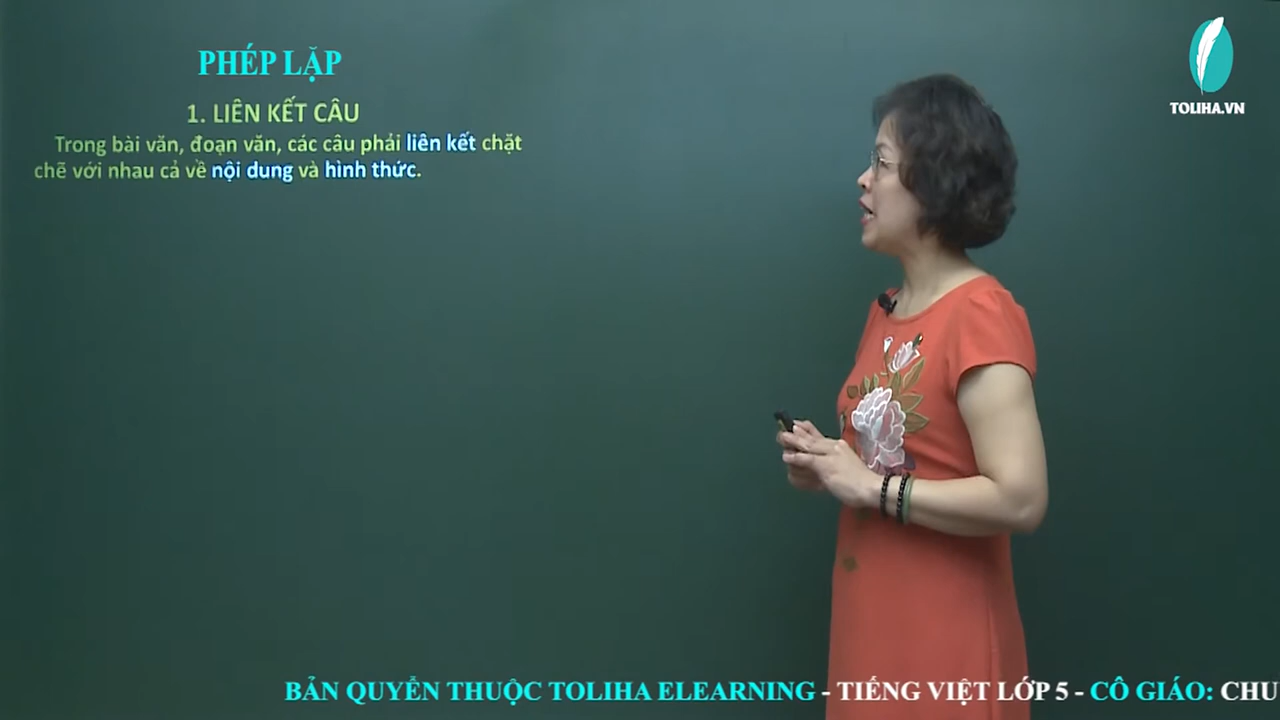 PHÉP LẶP
1. LIÊN KẾT CÂU
Trong bài văn, đoạn văn, các câu phải liên kết chặt
chẽ với nhau cả về nội dung và hình thức.
TOLIHA.VN
BẢN QUYỀN THUỘC TOLIHA ELEARNING - TIẾNG VIỆT LỚP 5 - CÔ GIÁO: CHU